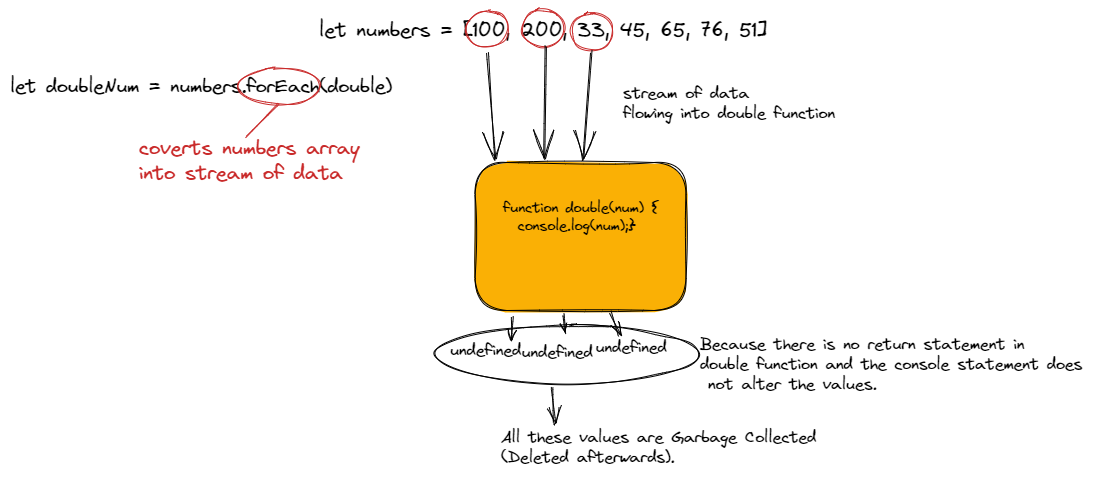 let numbers = [100, 200, 33, 45, 65, 76, 51]
let doubleNum = numbers.forEach(double)
coverts numbers array
into stream of data
stream of data
flowing into double function
function double(num) {
console.log(num);}
undefined undefined undefined
Because there is no return statement in
double function and the console statement does
not alter the values.
All these values are Garbage Collected
(Deleted afterwards).